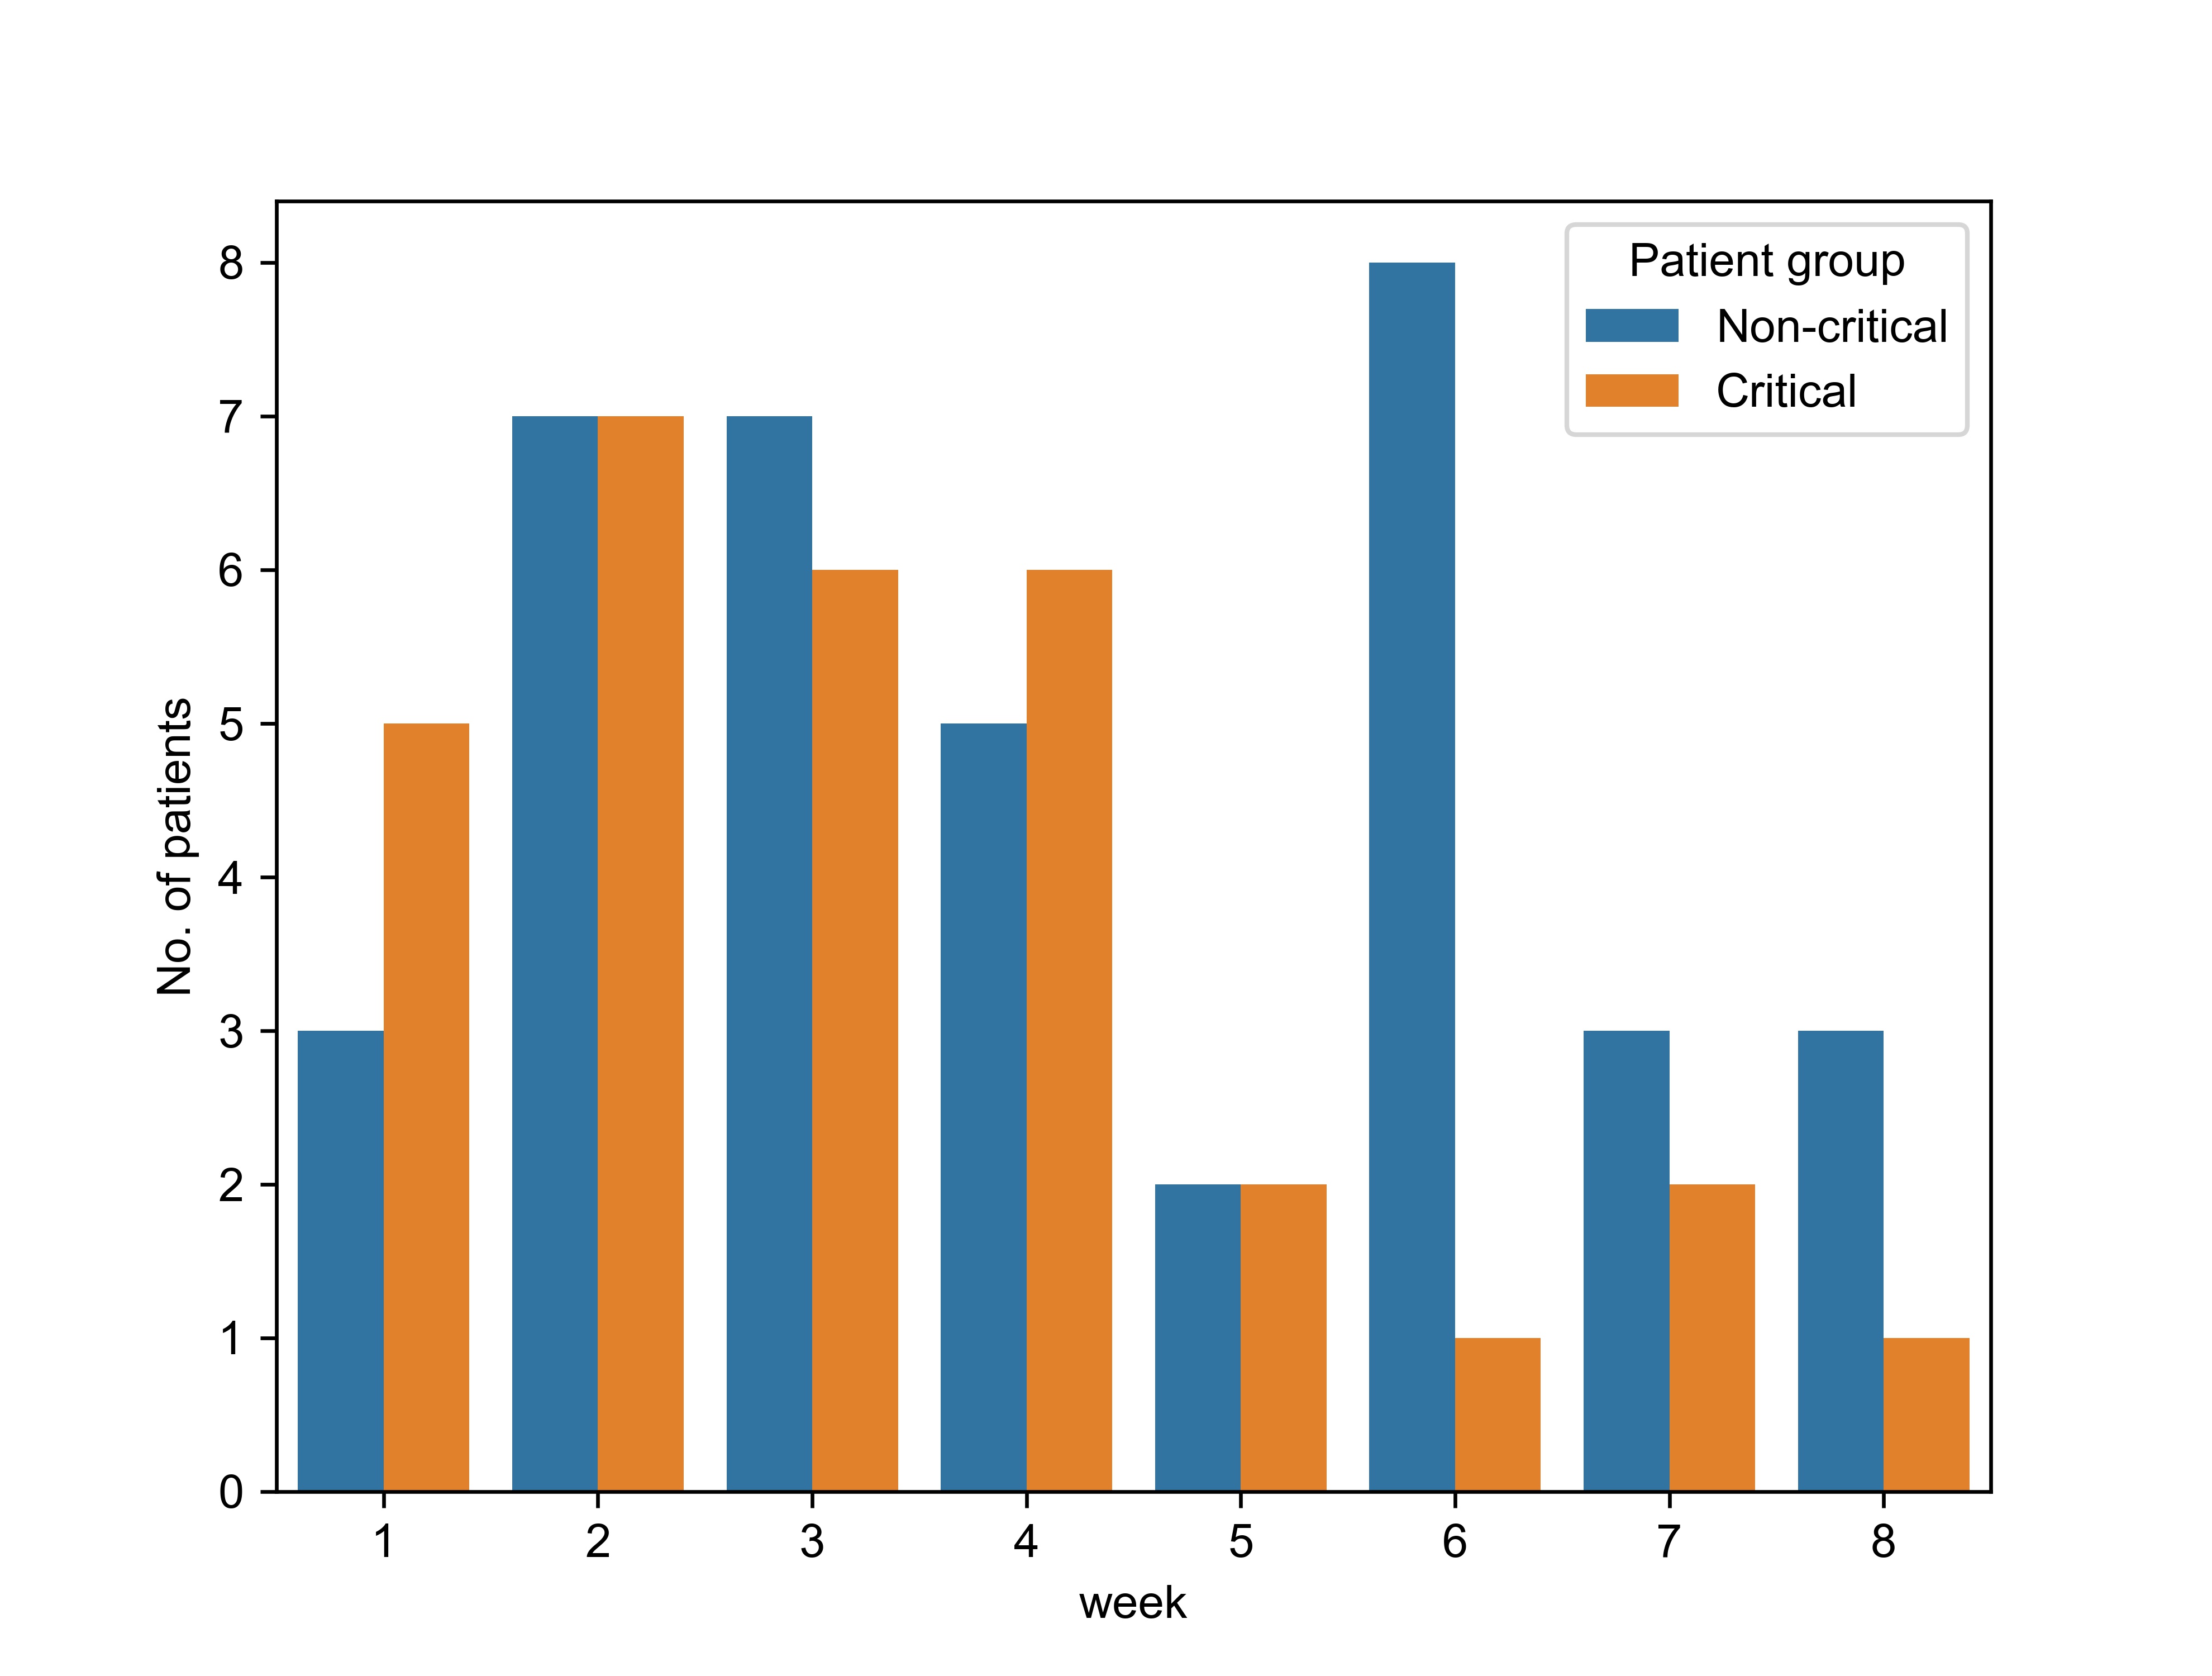 Patient group
Non-critical
Critical
8
7
6
5
4
3
2
1
0
No. of patients
1 2 3 4 5 6 7 8
week